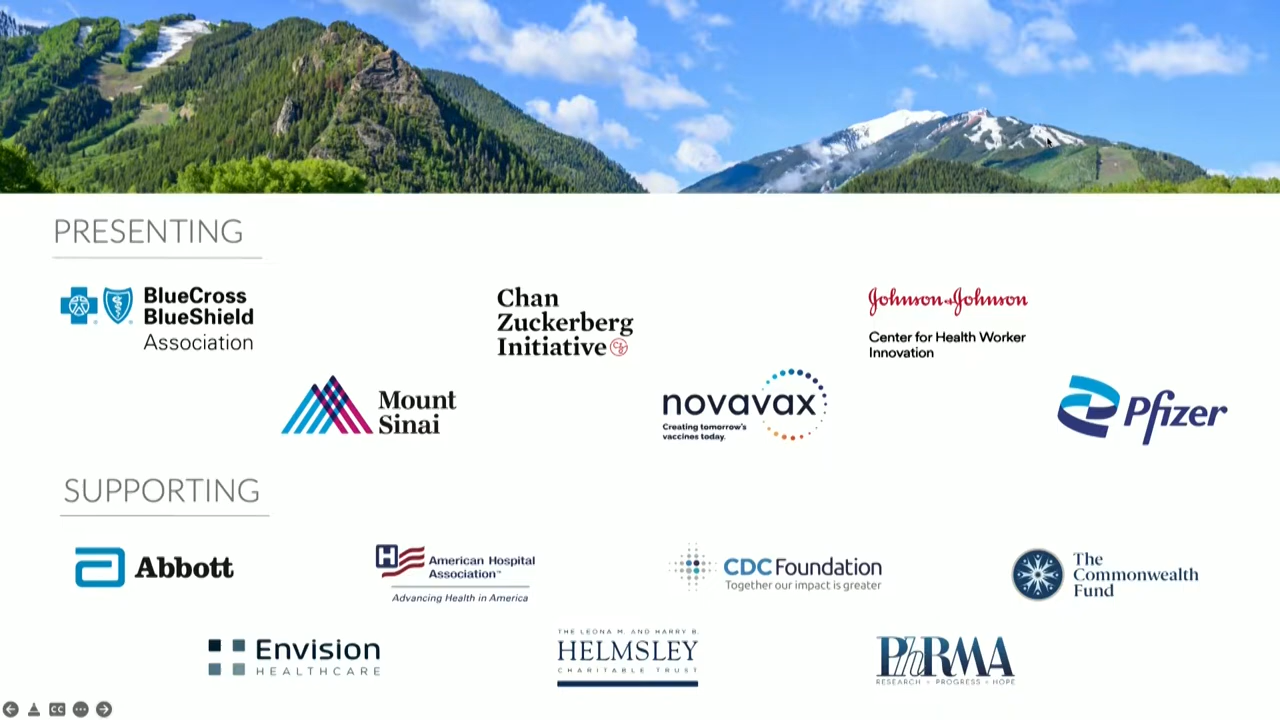 PRESENTING
BlueCross
BlueShield
Association
Chan
Zuckerberg
Initiative
Johnson&Johnson
Center for Health Worker
Innovation
Mount
Sinai
novavax
Creating tomorrow's
vaccines today.
Pfizer
SUPPORTING
Abbott
H
American Hospital
Association™
Advancing Health in America
CDC Foundation
Together our impact is greater
The
Commonwealth
Fund
Envision
HEALTHCARE
THE LEONA M. AND HARRY B.
HELMSLEY
CHARITABLE TRUST
PhRMA
RESEARCH • PROGRESS • HOPE
CC